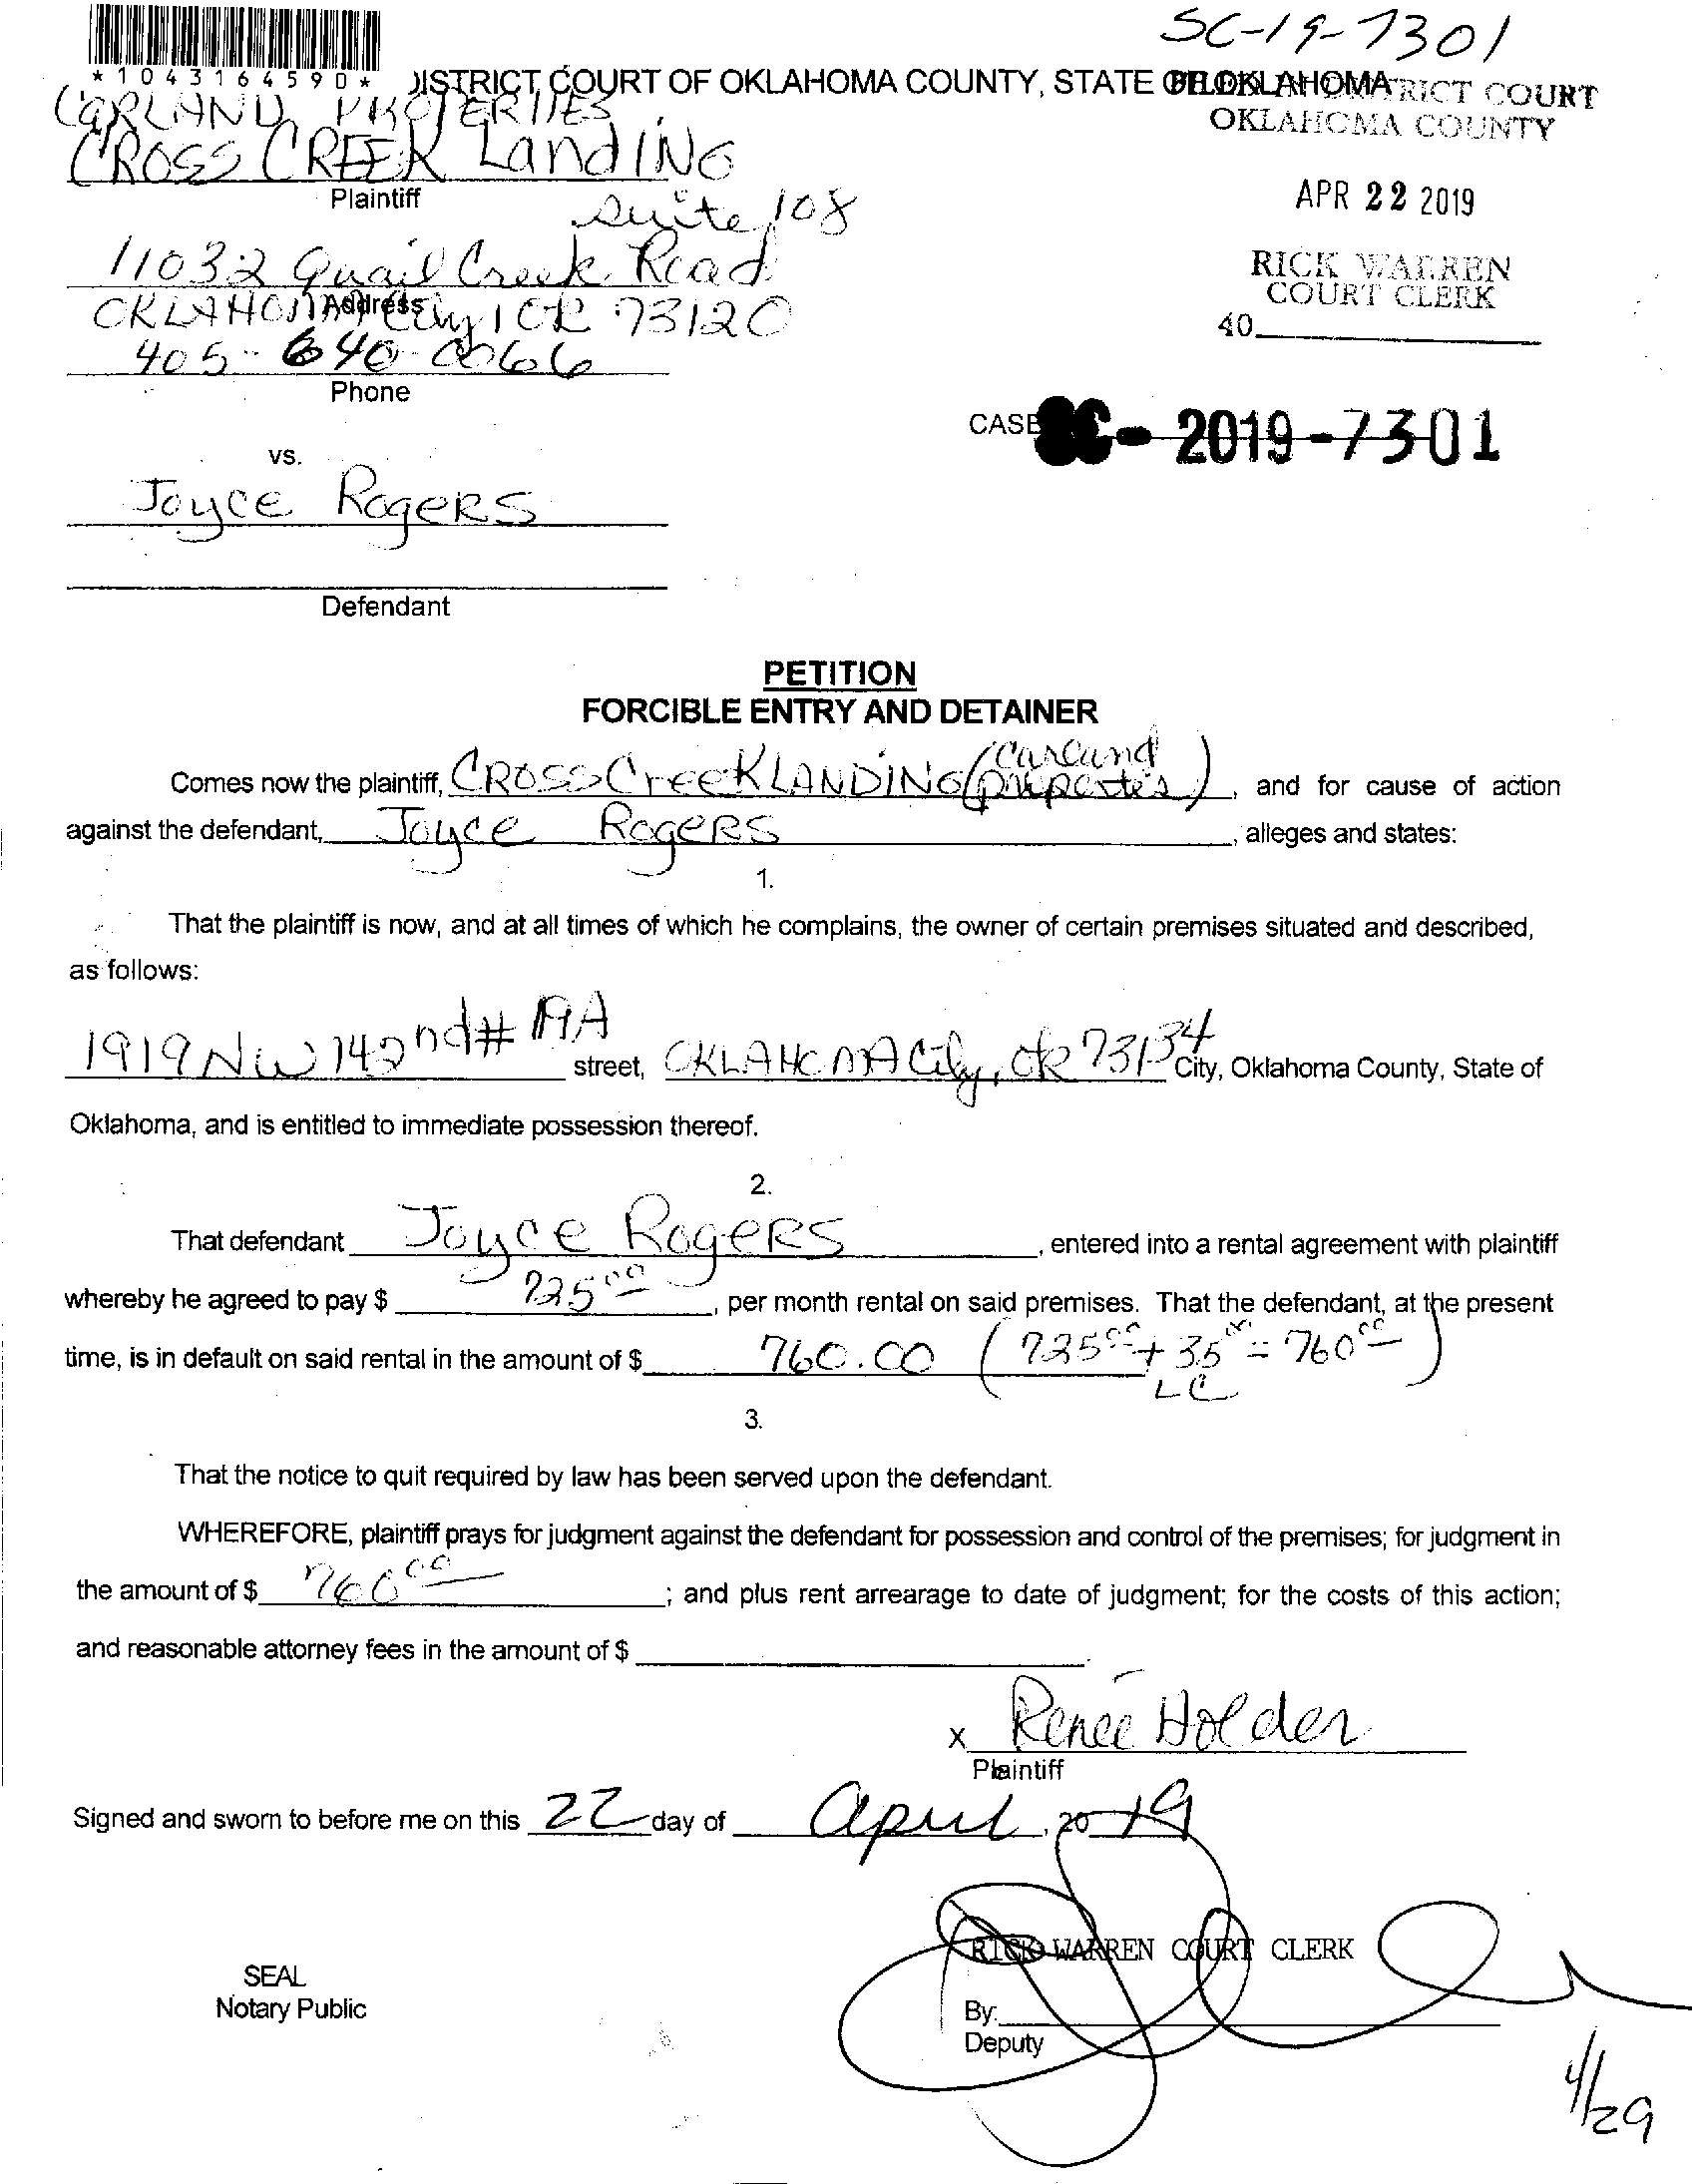 SC-19-7301
*1043164590*
DISTRICT COURT OF OKLAHOMA COUNTY, STATE OF OKLAHOMA
DISTRICT COURT
OKLAHOMA COUNTY
CARLAND PROPERTIES
CROSS CREEK LandING
Plaintiff
APR 22 2019
Suite 108
11032 Quail Creek Road
RICK WARREN
COURT CLERK
Address
OKLAHOMA City, OK 73120
40
405-640-0066
Phone
CASE SC-2019-7301
vs.
Joyce RogeRS
Defendant
PETITION
FORCIBLE ENTRY AND DETAINER
Comes now the plaintiff, CROSS CreeK LANDiNG (Carland properties), and for cause of action
against the defendant, Joyce RogeRS, alleges and states:
1.
That the plaintiff is now, and at all times of which he complains, the owner of certain premises situated and described,
as follows:
1919 NW 142nd # 19A street, OKLAHOMA City, OK 73134 City, Oklahoma County, State of
Oklahoma, and is entitled to immediate possession thereof.
2.
That defendant Joyce RogeRS, entered into a rental agreement with plaintiff
whereby he agreed to pay $ 725.00, per month rental on said premises. That the defendant, at the present
time, is in default on said rental in the amount of $ 760.00 (725.00 + 35.00 = 760.00)
LC
3.
That the notice to quit required by law has been served upon the defendant.
WHEREFORE, plaintiff prays for judgment against the defendant for possession and control of the premises; for judgment in
the amount of $ 760.00; and plus rent arrearage to date of judgment; for the costs of this action;
and reasonable attorney fees in the amount of $
X Renee Holder
Plaintiff
Signed and sworn to before me on this 22 day of April, 2019
RICK WARREN COURT CLERK
SEAL
Notary Public
By:
Deputy
4/29